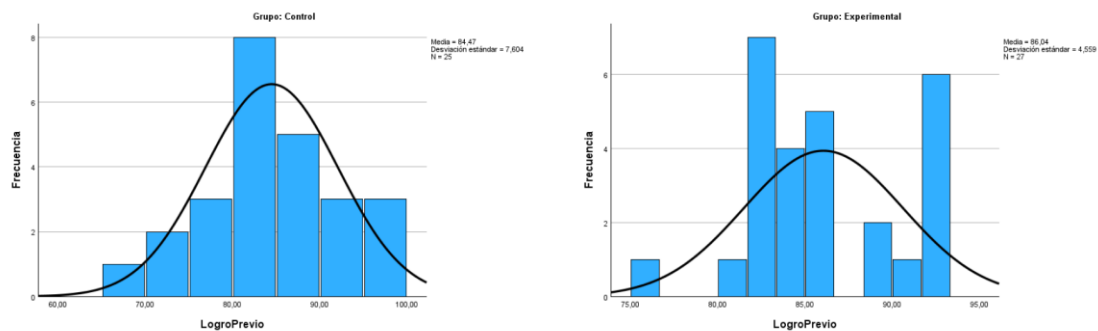 Grupo: Control
Media = 84,47
Desviación estándar = 7,604
N = 25
Frecuencia
8
6
4
2
0
60,00 70,00 80,00 90,00 100,00
LogroPrevio
Grupo: Experimental
Media = 86,04
Desviación estándar = 4,559
N = 27
Frecuencia
6
4
2
0
75,00 80,00 85,00 90,00 95,00
LogroPrevio